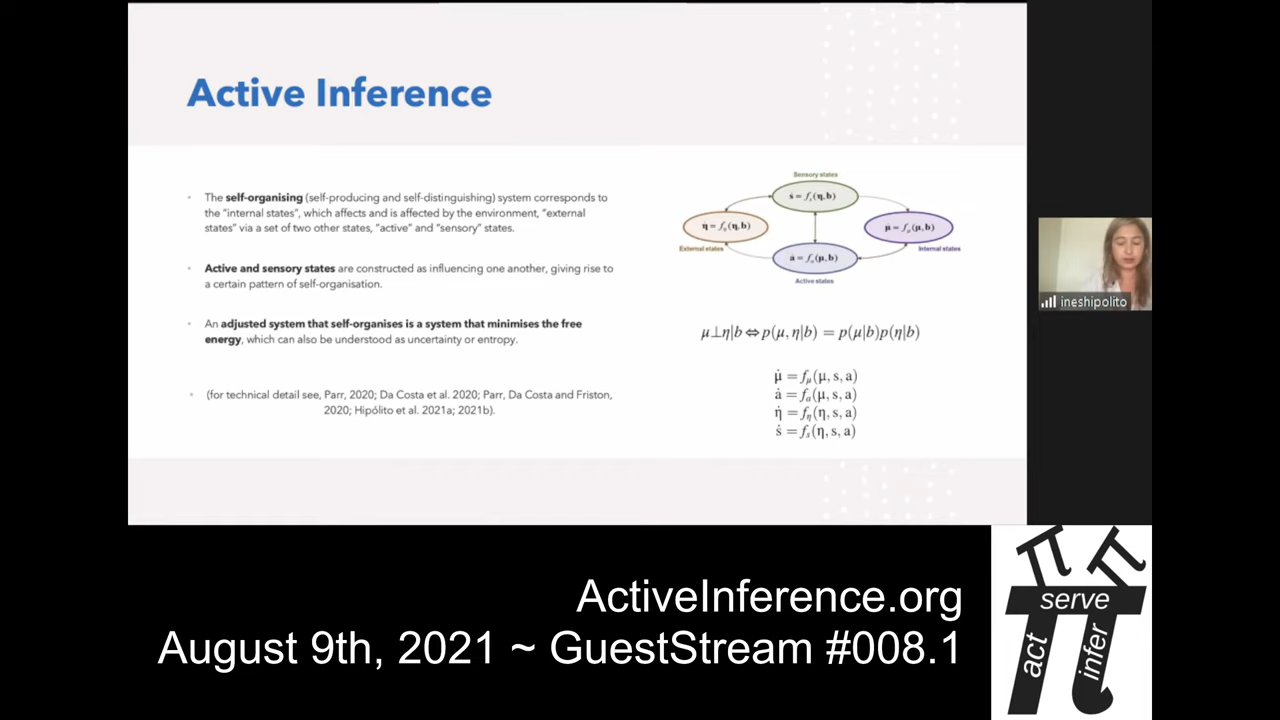 Active Inference
• The self-organising (self-producing and self-distinguishing) system corresponds to
the "internal states", which affects and is affected by the environment, "external
states" via a set of two other states, "active" and "sensory" states.
• Active and sensory states are constructed as influencing one another, giving rise to
a certain pattern of self-organisation.
• An adjusted system that self-organises is a system that minimises the free
energy, which can also be understood as uncertainty or entropy.
• (for technical detail see, Parr, 2020; Da Costa et al. 2020; Parr, Da Costa and Friston,
2020; Hipólito et al. 2021a; 2021b).
Sensory states
ṡ = fₛ(η,b)
η̇ = f_η(η,b)
μ̇ = f_μ(μ,b)
External states
Internal states
ȧ = fₐ(μ,b)
Active states
μ⊥η|b ⇔ p(μ,η|b) = p(μ|b)p(η|b)
μ̇ = f_μ(μ,s,a)
ȧ = fₐ(μ,s,a)
η̇ = f_η(η,s,a)
ṡ = fₛ(η,s,a)
ineshipolito
ActiveInference.org
August 9th, 2021 ~ GuestStream #008.1
serve
act
infer